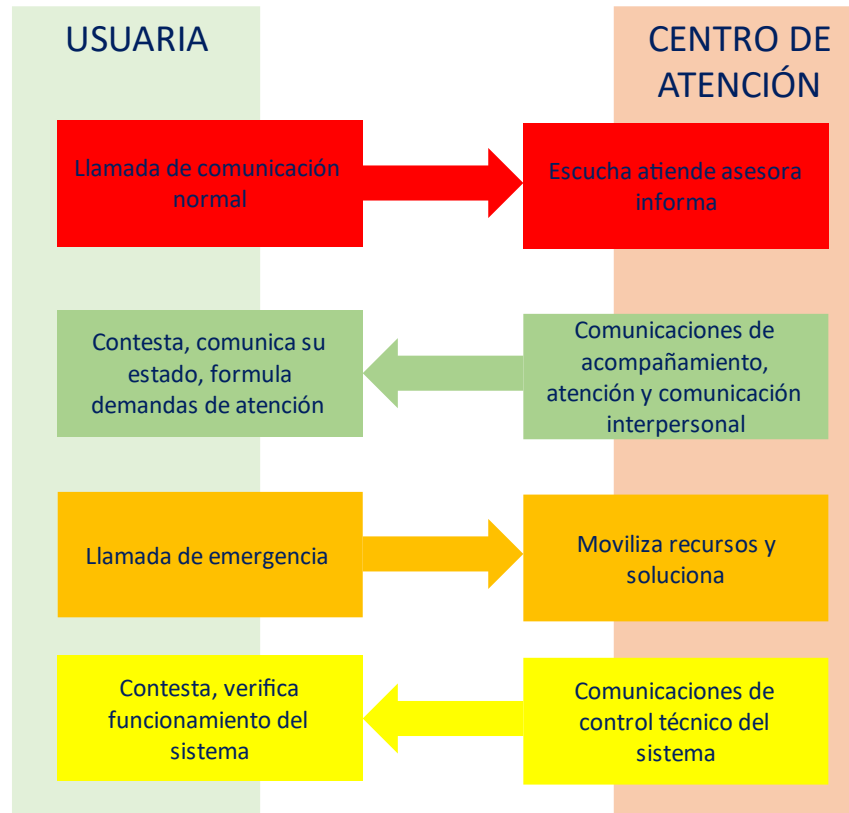 USUARIA
CENTRO DE
ATENCIÓN
Llamada de comunicación
normal
Escucha atiende asesora
informa
Contesta, comunica su
estado, formula
demandas de atención
Comunicaciones de
acompañamiento,
atención y comunicación
interpersonal
Llamada de emergencia
Moviliza recursos y
soluciona
Contesta, verifica
funcionamiento del
sistema
Comunicaciones de
control técnico del
sistema